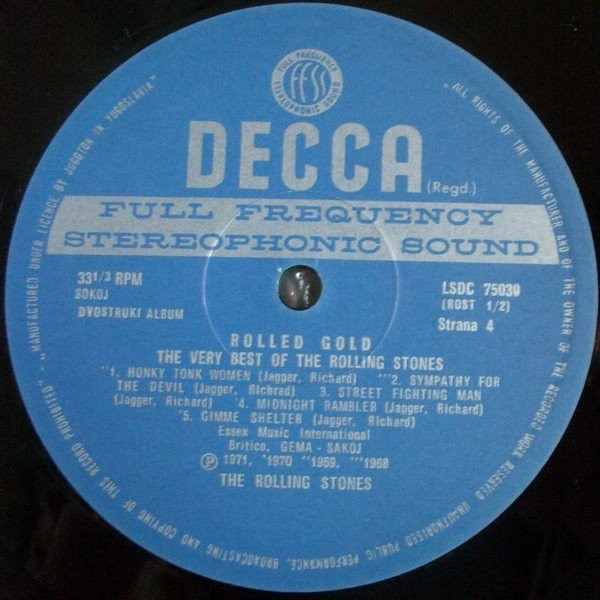 FULL FREQUENCY
FFSS
STEREOPHONIC SOUND
DECCA
(Regd.)
FULL FREQUENCY
STEREOPHONIC SOUND
33 1/3 RPM
SOKOJ
DVOSTRUKI ALBUM
LSDC 75039
(ROST 1/2)
Strana 4
ROLLED GOLD
THE VERY BEST OF THE ROLLING STONES
**1. HONKY TONK WOMEN (Jagger, Richard) ***2. SYMPATHY FOR
THE DEVIL (Jagger, Richrad) 3. STREET FIGHTING MAN
(Jagger, Richard) *4. MIDNIGHT RAMBLER (Jagger, Richard)
*5. GIMME SHELTER (Jagger, Richard)
Essex Music International
Britico, GEMA - SAKOJ
Ⓟ 1971, *1970 **1969, ***1968
THE ROLLING STONES
"MANUFACTURED UNDER LICENCE BY JUGOTON IN YUGOSLAVIA"
"ALL RIGHTS OF THE MANUFACTURER AND OF THE OWNER OF THE RECORDED WORK RESERVED
UNAUTHORISED PUBLIC PERFORMANCE, BROADCASTING AND COPYING OF THIS RECORD PROHIBITED"